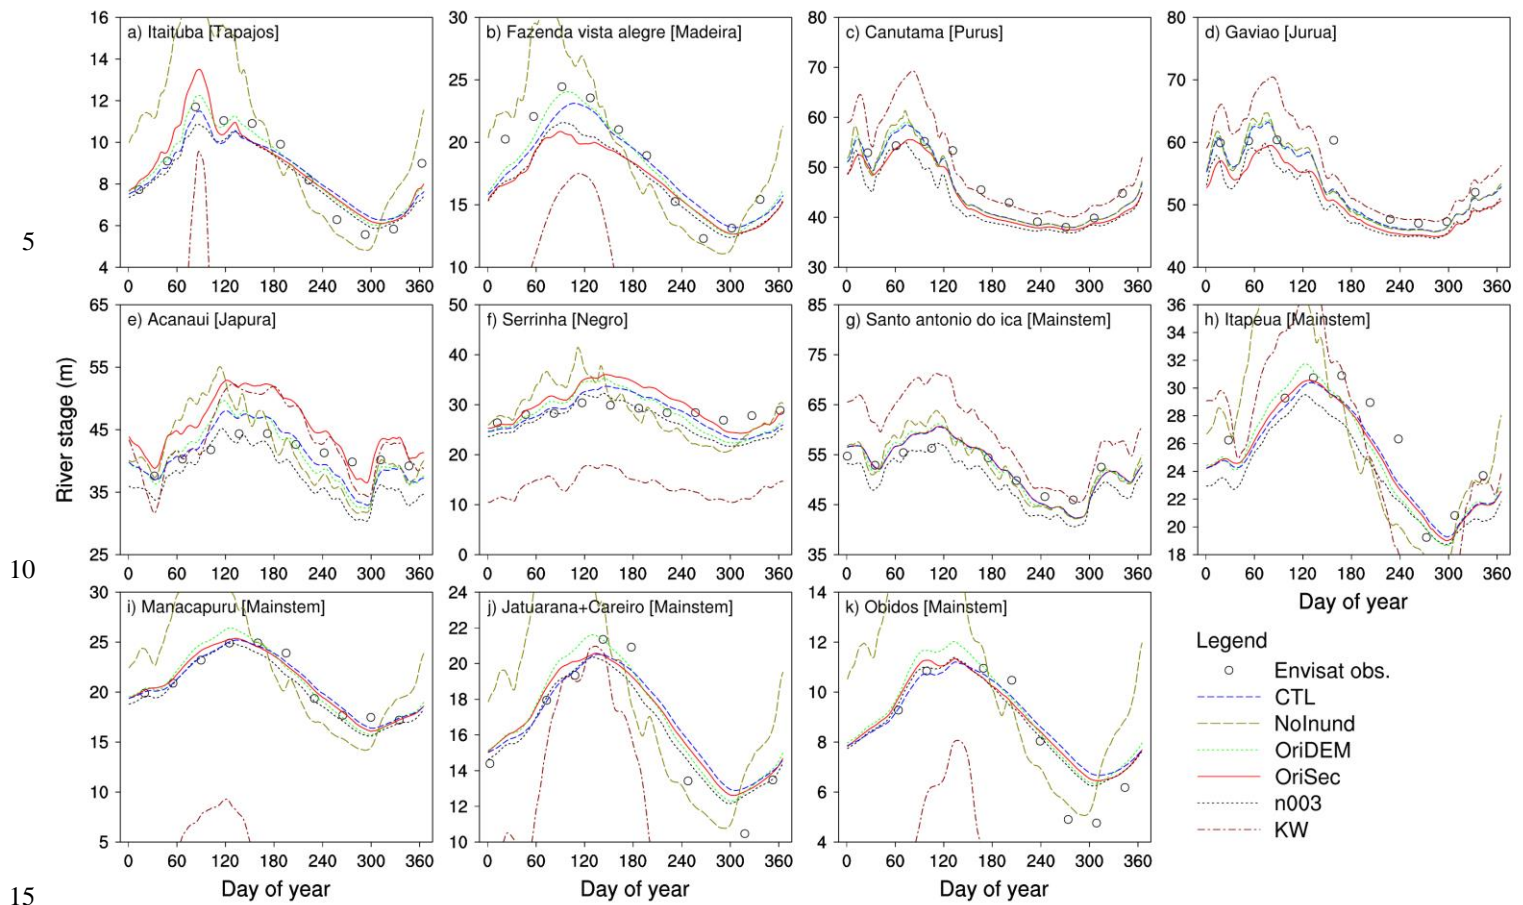 a) Itaituba [Tapajos]
16
14
12
10
8
6
4
0 60 120 180 240 300 360
b) Fazenda vista alegre [Madeira]
30
25
20
15
10
0 60 120 180 240 300 360
c) Canutama [Purus]
80
70
60
50
40
30
0 60 120 180 240 300 360
d) Gaviao [Jurua]
80
70
60
50
40
0 60 120 180 240 300 360
5
River stage (m)
e) Acanaui [Japura]
65
55
45
35
25
0 60 120 180 240 300 360
f) Serrinha [Negro]
50
40
30
20
10
0
0 60 120 180 240 300 360
g) Santo antonio do ica [Mainstem]
85
75
65
55
45
35
0 60 120 180 240 300 360
h) Itapeua [Mainstem]
36
34
32
30
28
26
24
22
20
18
0 60 120 180 240 300 360
Day of year
10
i) Manacapuru [Mainstem]
30
25
20
15
10
5
0 60 120 180 240 300 360
Day of year
j) Jatuarana+Careiro [Mainstem]
24
22
20
18
16
14
12
10
0 60 120 180 240 300 360
Day of year
k) Obidos [Mainstem]
14
12
10
8
6
4
0 60 120 180 240 300 360
Day of year
Legend
Envisat obs.
CTL
NoInund
OriDEM
OriSec
n003
KW
15